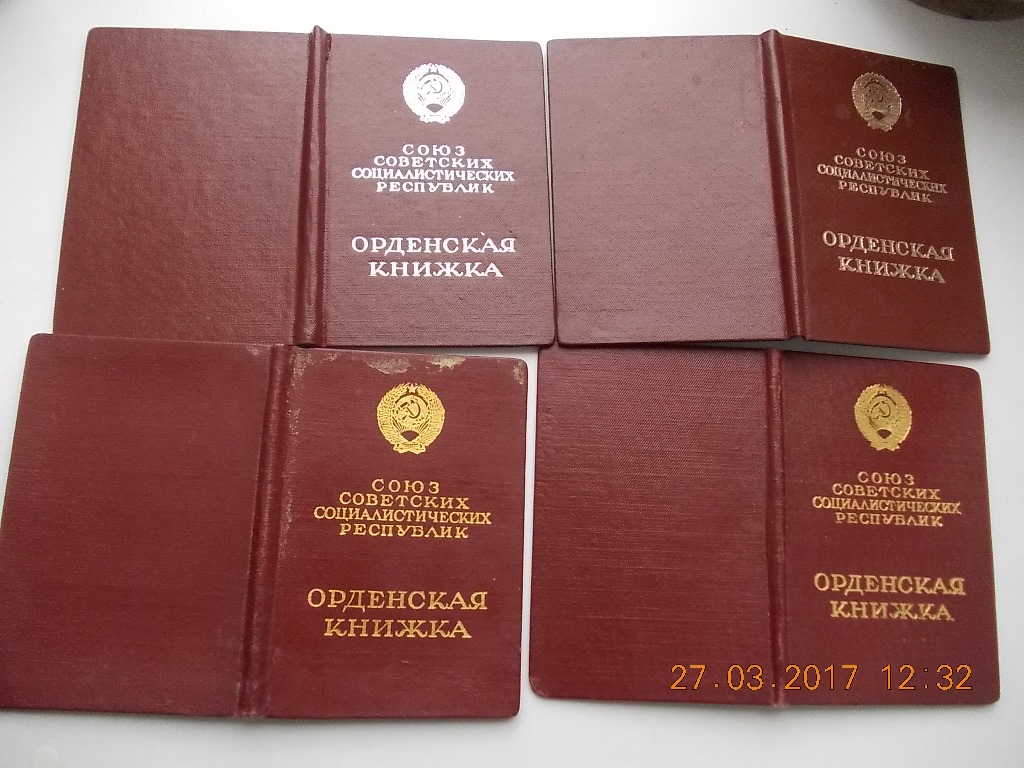 СОЮЗ
СОВЕТСКИХ
СОЦИАЛИСТИЧЕСКИХ
РЕСПУБЛИК
ОРДЕНСКАЯ
КНИЖКА
СОЮЗ
СОВЕТСКИХ
СОЦИАЛИСТИЧЕСКИХ
РЕСПУБЛИК
ОРДЕНСКАЯ
КНИЖКА
СОЮЗ
СОВЕТСКИХ
СОЦИАЛИСТИЧЕСКИХ
РЕСПУБЛИК
ОРДЕНСКАЯ
КНИЖКА
СОЮЗ
СОВЕТСКИХ
СОЦИАЛИСТИЧЕСКИХ
РЕСПУБЛИК
ОРДЕНСКАЯ
КНИЖКА
27.03.2017 12:32